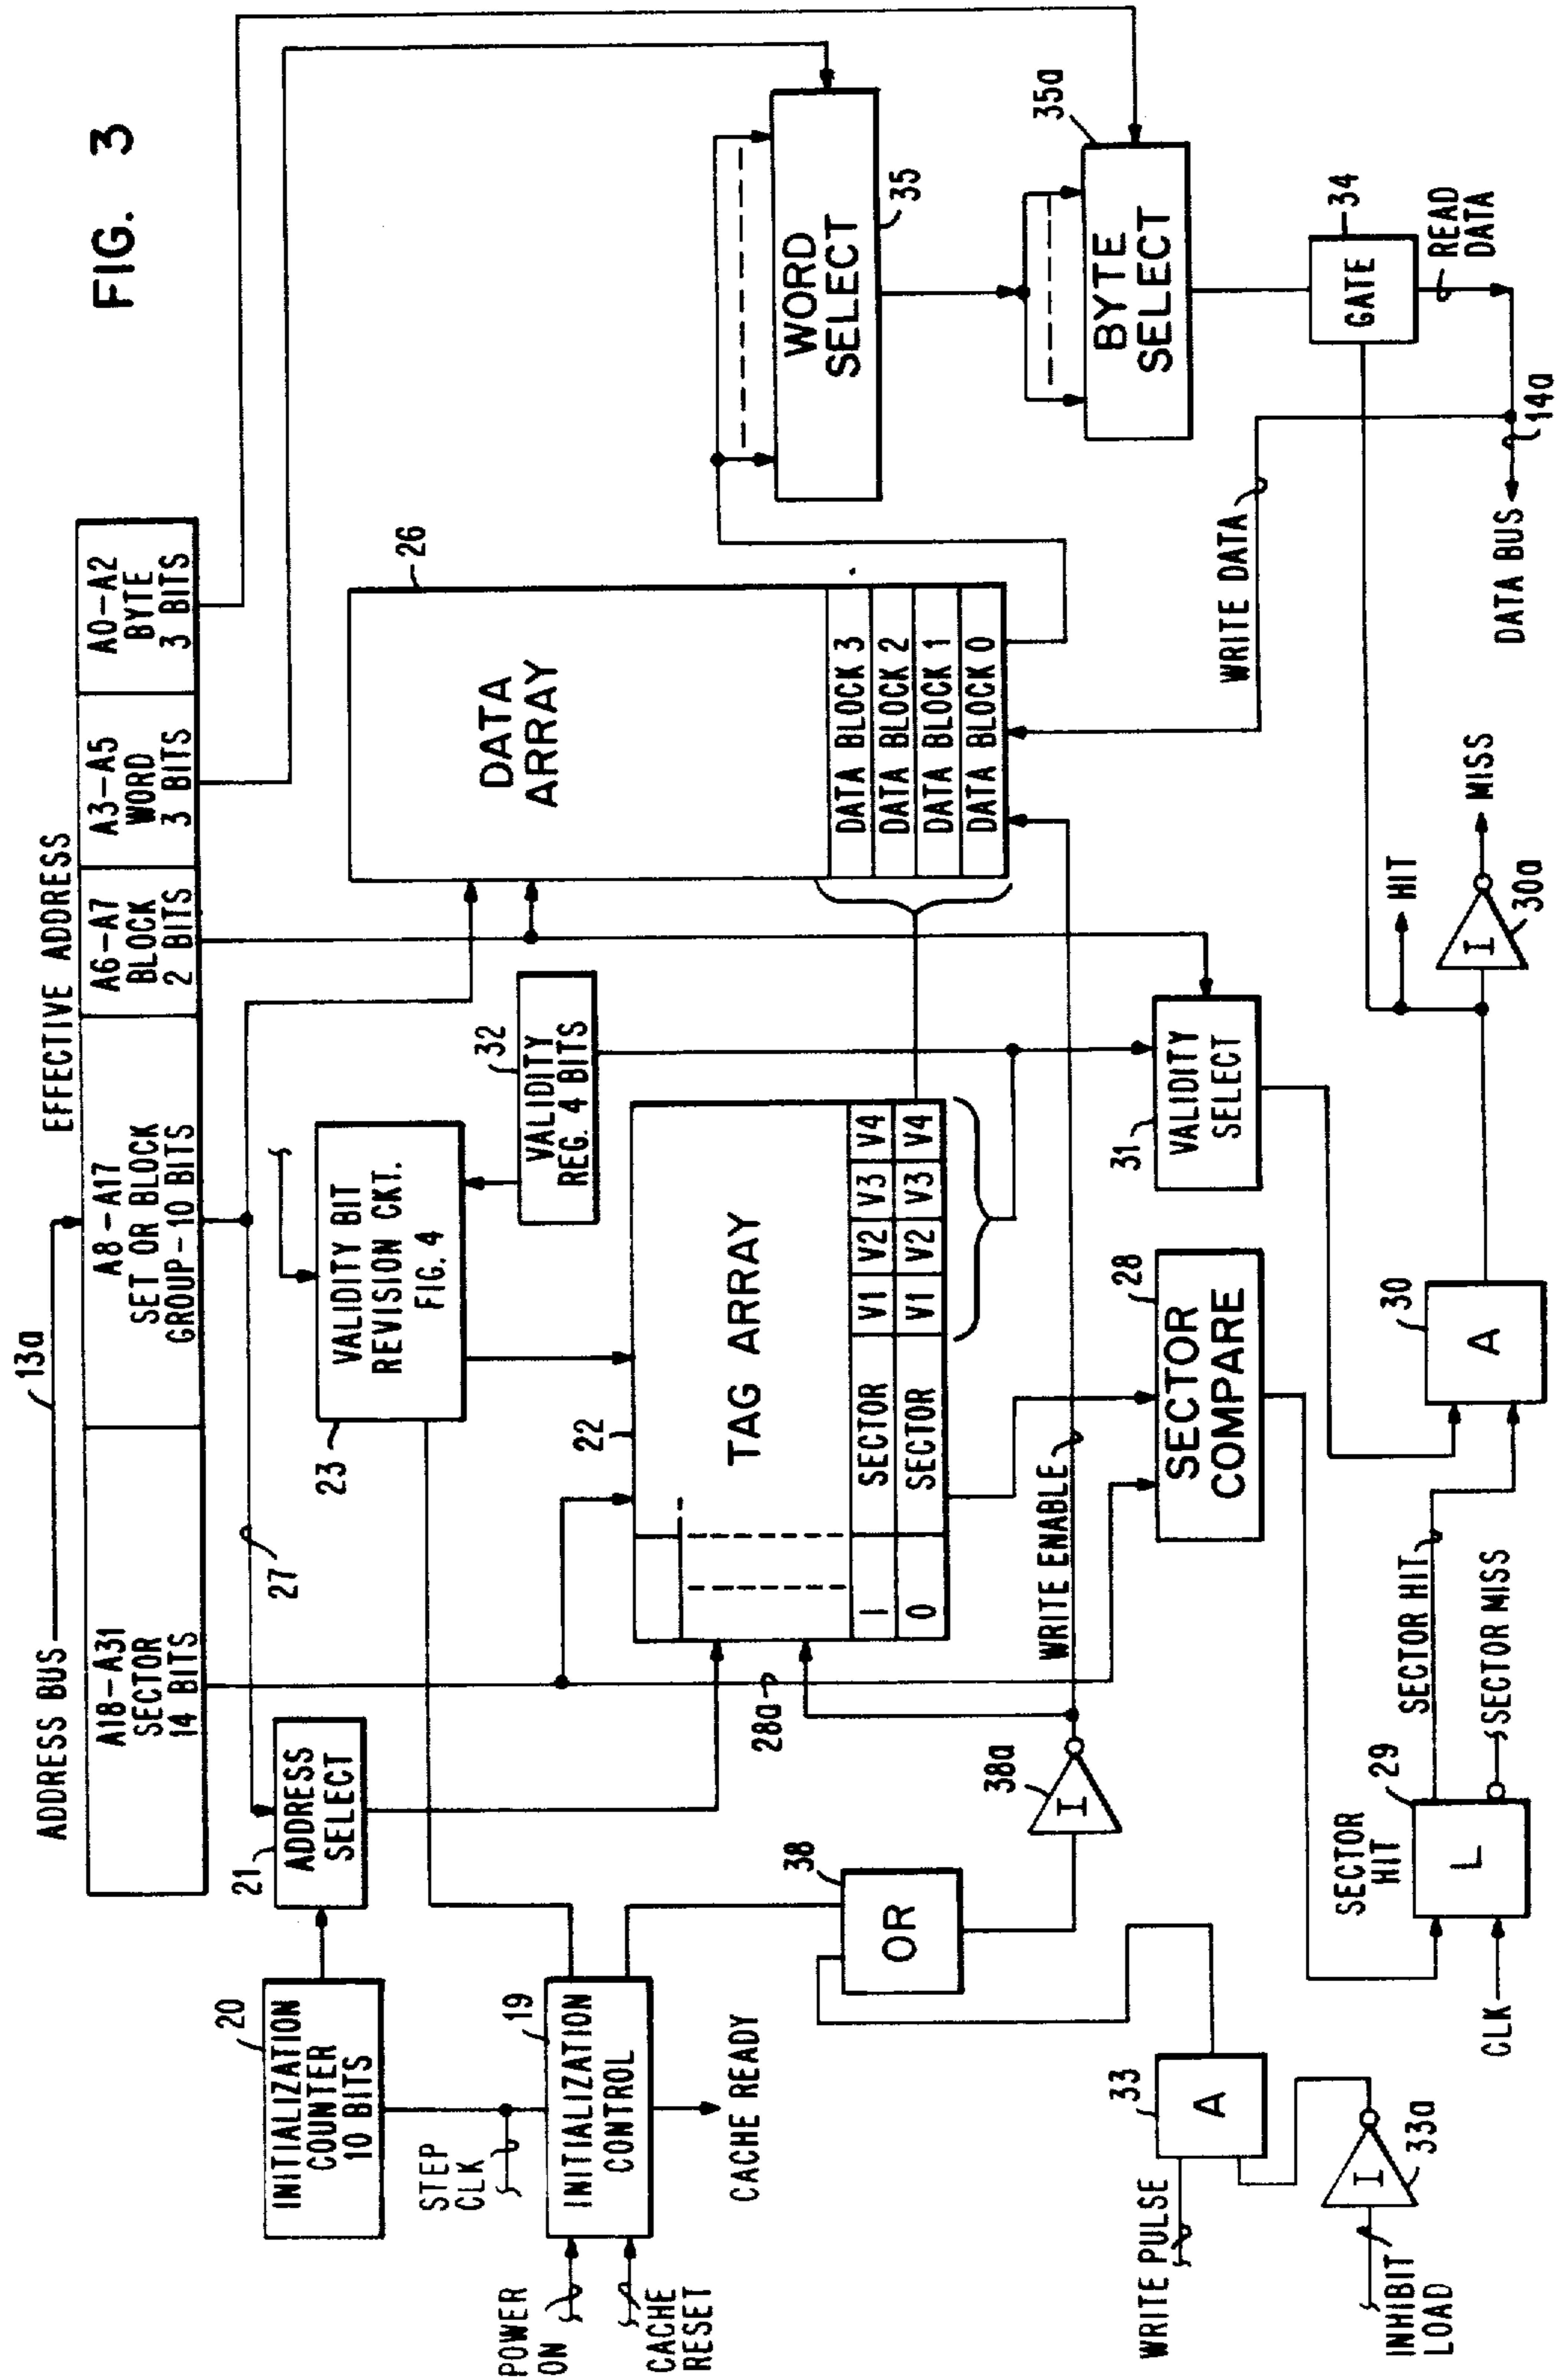 FIG. 3
ADDRESS BUS
13a
EFFECTIVE ADDRESS
A18-A31
SECTOR
14 BITS
A8-A17
SET OR BLOCK
GROUP-10 BITS
A6-A7
BLOCK
2 BITS
A3-A5
WORD
3 BITS
A0-A2
BYTE
3 BITS
20
INITIALIZATION
COUNTER
10 BITS
21
ADDRESS
SELECT
27
23
VALIDITY BIT
REVISION CKT.
FIG. 4
32
VALIDITY
REG. 4 BITS
26
DATA
ARRAY
DATA BLOCK 3
DATA BLOCK 2
DATA BLOCK 1
DATA BLOCK 0
STEP
CLK
POWER
ON
CACHE
RESET
19
INITIALIZATION
CONTROL
CACHE READY
22
TAG ARRAY
1 SECTOR V1 V2 V3 V4
0 SECTOR V1 V2 V3 V4
28a
38
OR
38a
I
WRITE ENABLE
28
SECTOR
COMPARE
31
VALIDITY
SELECT
WORD
SELECT
35
35a
BYTE
SELECT
WRITE PULSE
33
A
INHIBIT
LOAD
I
33a
CLK
SECTOR
HIT
29
L
SECTOR HIT
SECTOR MISS
30
A
HIT
I
30a
MISS
WRITE DATA
DATA BUS
14a
GATE
34
READ
DATA